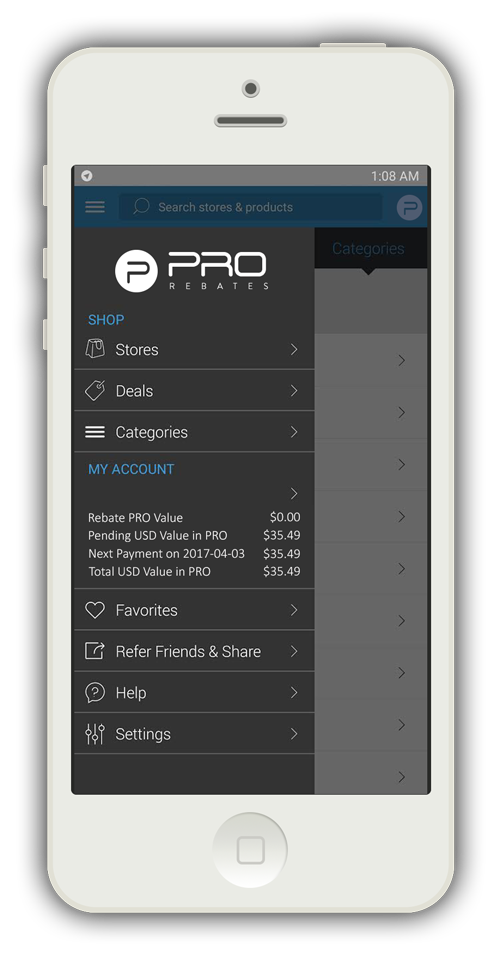 1:08 AM
Search stores & products
P
P PRO
REBATES
Categories
SHOP
Stores
Deals
Categories
MY ACCOUNT
Rebate PRO Value $0.00
Pending USD Value in PRO $35.49
Next Payment on 2017-04-03 $35.49
Total USD Value in PRO $35.49
Favorites
Refer Friends & Share
Help
Settings